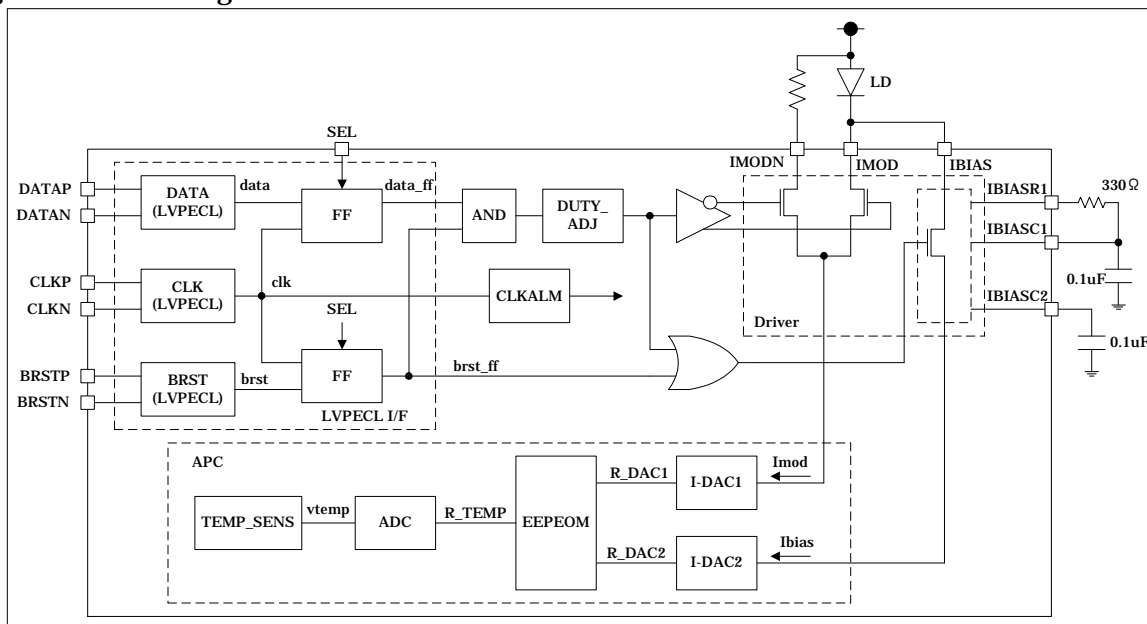 LD
SEL
IMODN
IMOD
IBIAS
DATAP
DATAN
DATA
(LVPECL)
data
FF
data_ff
AND
DUTY_
ADJ
IBIASR1
330Ω
IBIASC1
0.1uF
CLKP
CLKN
CLK
(LVPECL)
clk
CLKALM
SEL
IBIASC2
Driver
0.1uF
BRSTP
BRSTN
BRST
(LVPECL)
brst
FF
brst_ff
LVPECL I/F
APC
TEMP_SENS
vtemp
ADC
R_TEMP
EEPEOM
R_DAC1
I-DAC1
Imod
R_DAC2
I-DAC2
Ibias